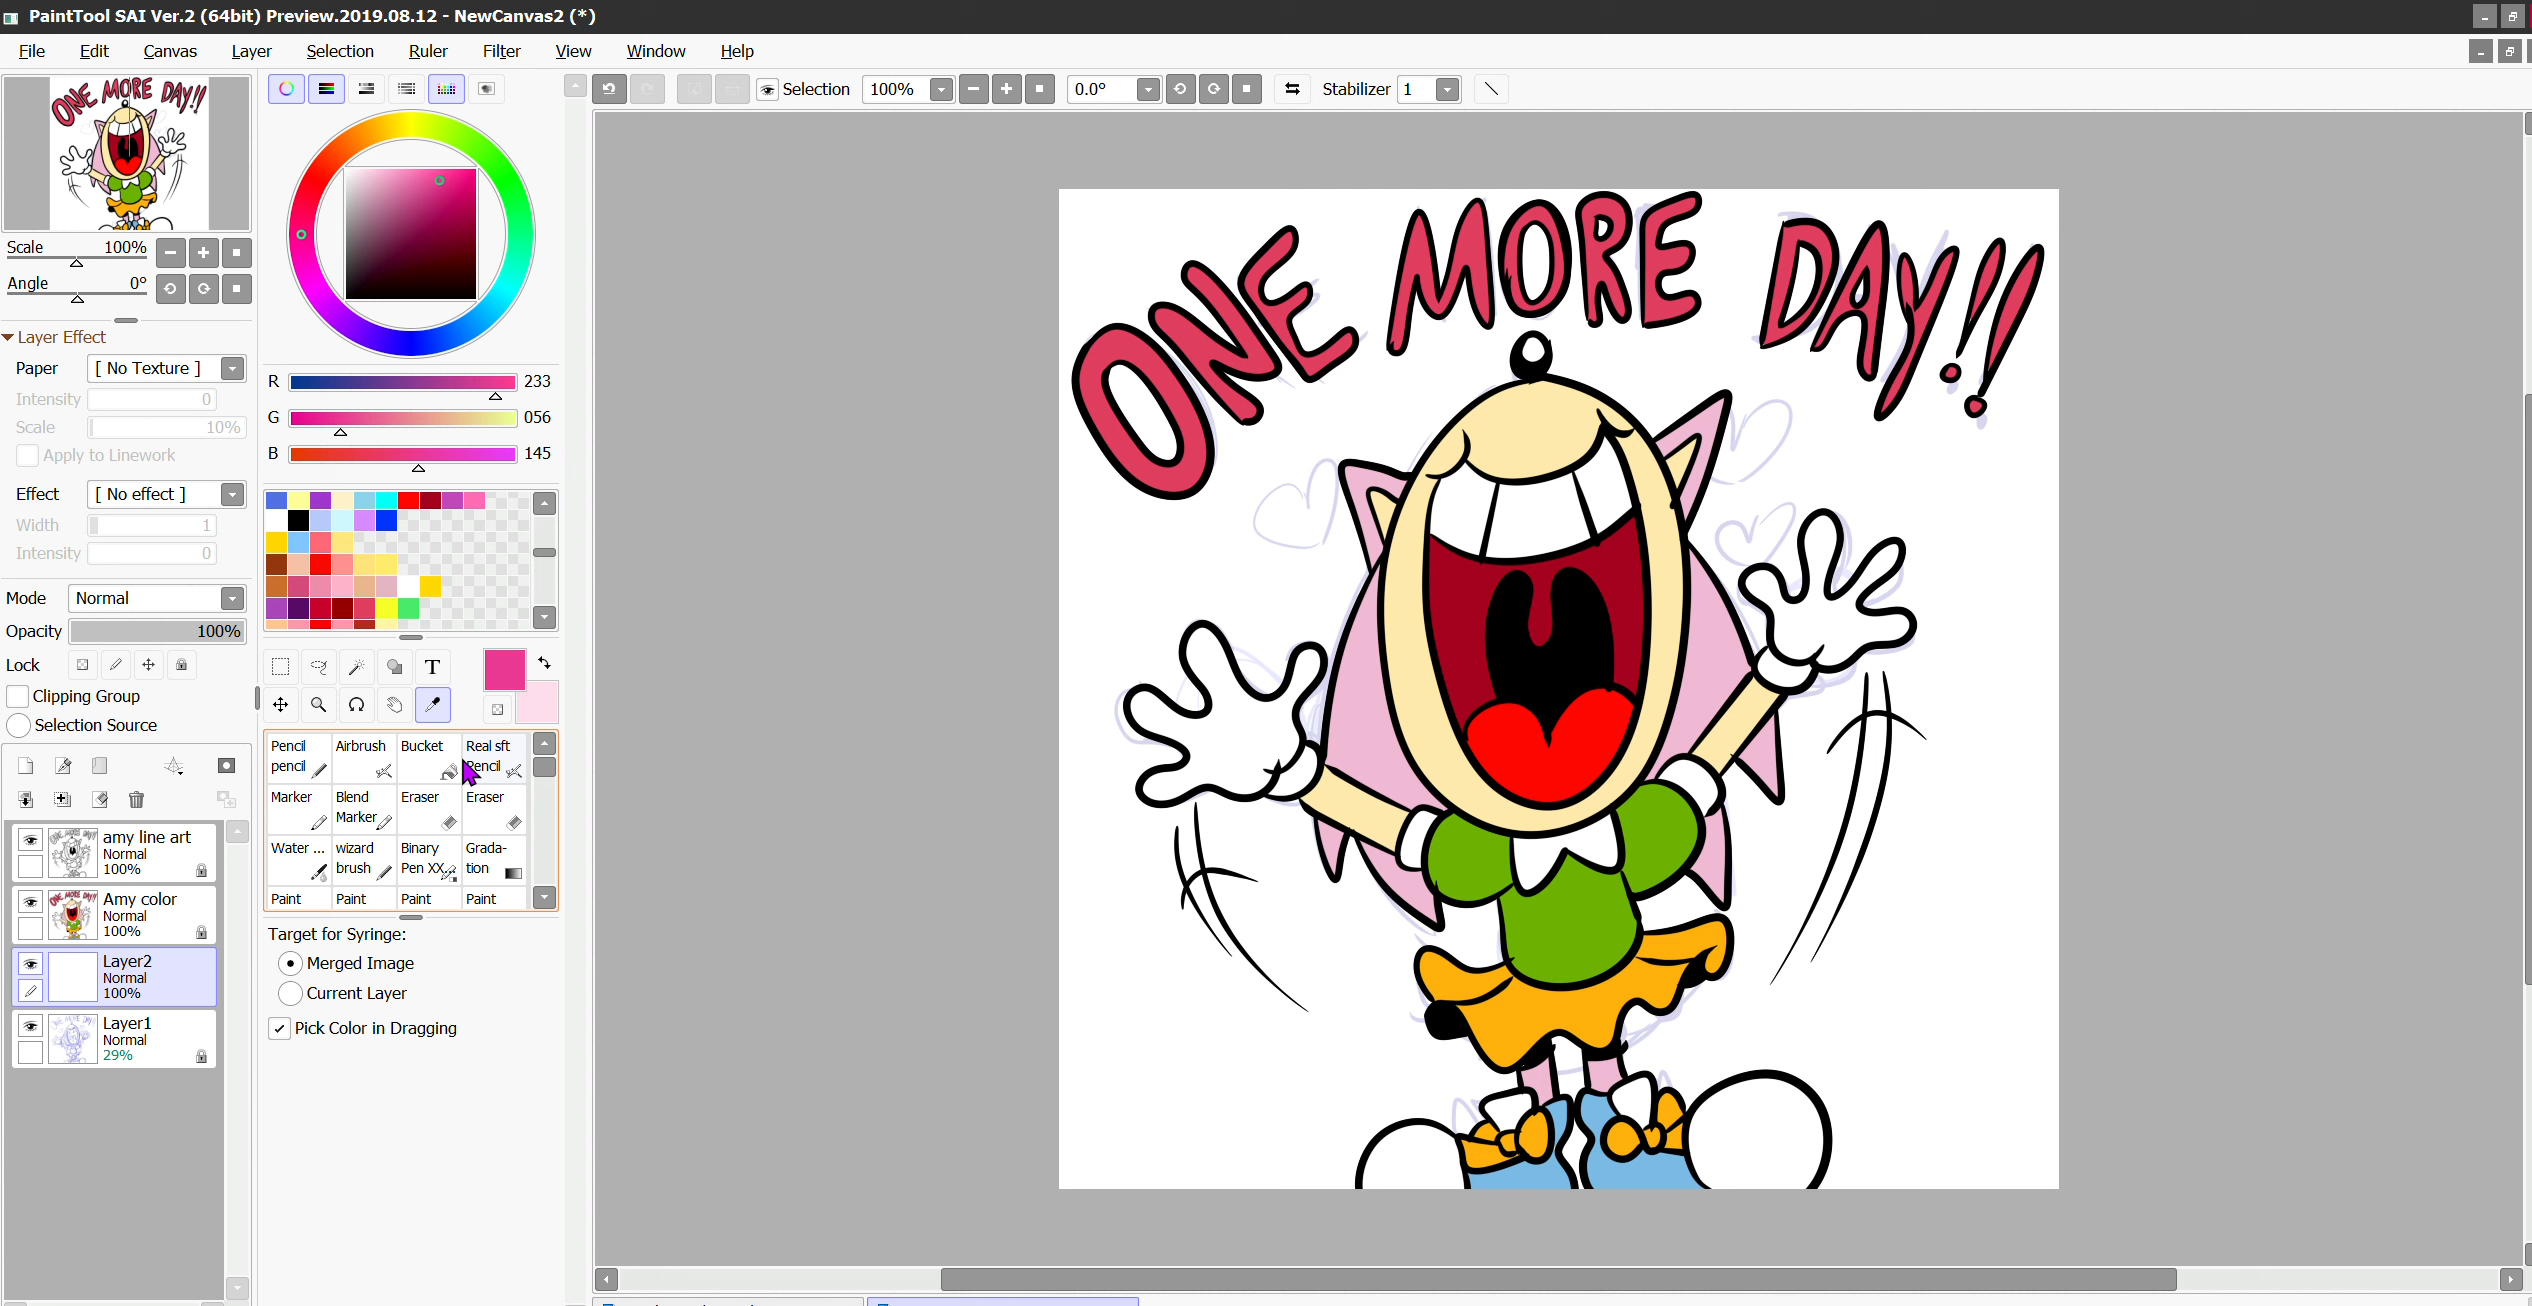 PaintTool SAI Ver.2 (64bit) Preview.2019.08.12 - NewCanvas2 (*)
File Edit Canvas Layer Selection Ruler Filter View Window Help
Selection 100% 0.0° Stabilizer 1
ONE MORE DAY!!
Scale 100%
Angle 0°
Layer Effect
Paper [ No Texture ]
Intensity 0
Scale 10%
Apply to Linework
Effect [ No effect ]
Width 1
Intensity 0
Mode Normal
Opacity 100%
Lock
Clipping Group
Selection Source
amy line art
Normal
100%
Amy color
Normal
100%
Layer2
Normal
100%
Layer1
Normal
29%
R 233
G 056
B 145
T
Pencil pencil
Airbrush
Bucket
Real sft Pencil
Marker
Blend Marker
Eraser
Eraser
Water ...
wizard brush
Binary Pen XX
Grada-tion
Paint Paint Paint Paint
Target for Syringe:
Merged Image
Current Layer
Pick Color in Dragging
ONE MORE DAY!!